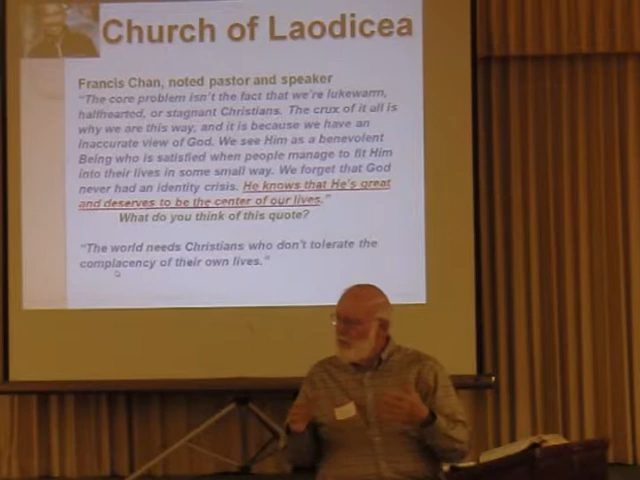 Church of Laodicea
Francis Chan, noted pastor and speaker
"The core problem isn't the fact that we're lukewarm,
halfhearted, or stagnant Christians. The crux of it all is
why we are this way, and it is because we have an
inaccurate view of God. We see Him as a benevolent
Being who is satisfied when people manage to fit Him
into their lives in some small way. We forget that God
never had an identity crisis. He knows that He's great
and deserves to be the center of our lives."
What do you think of this quote?
"The world needs Christians who don't tolerate the
complacency of their own lives."